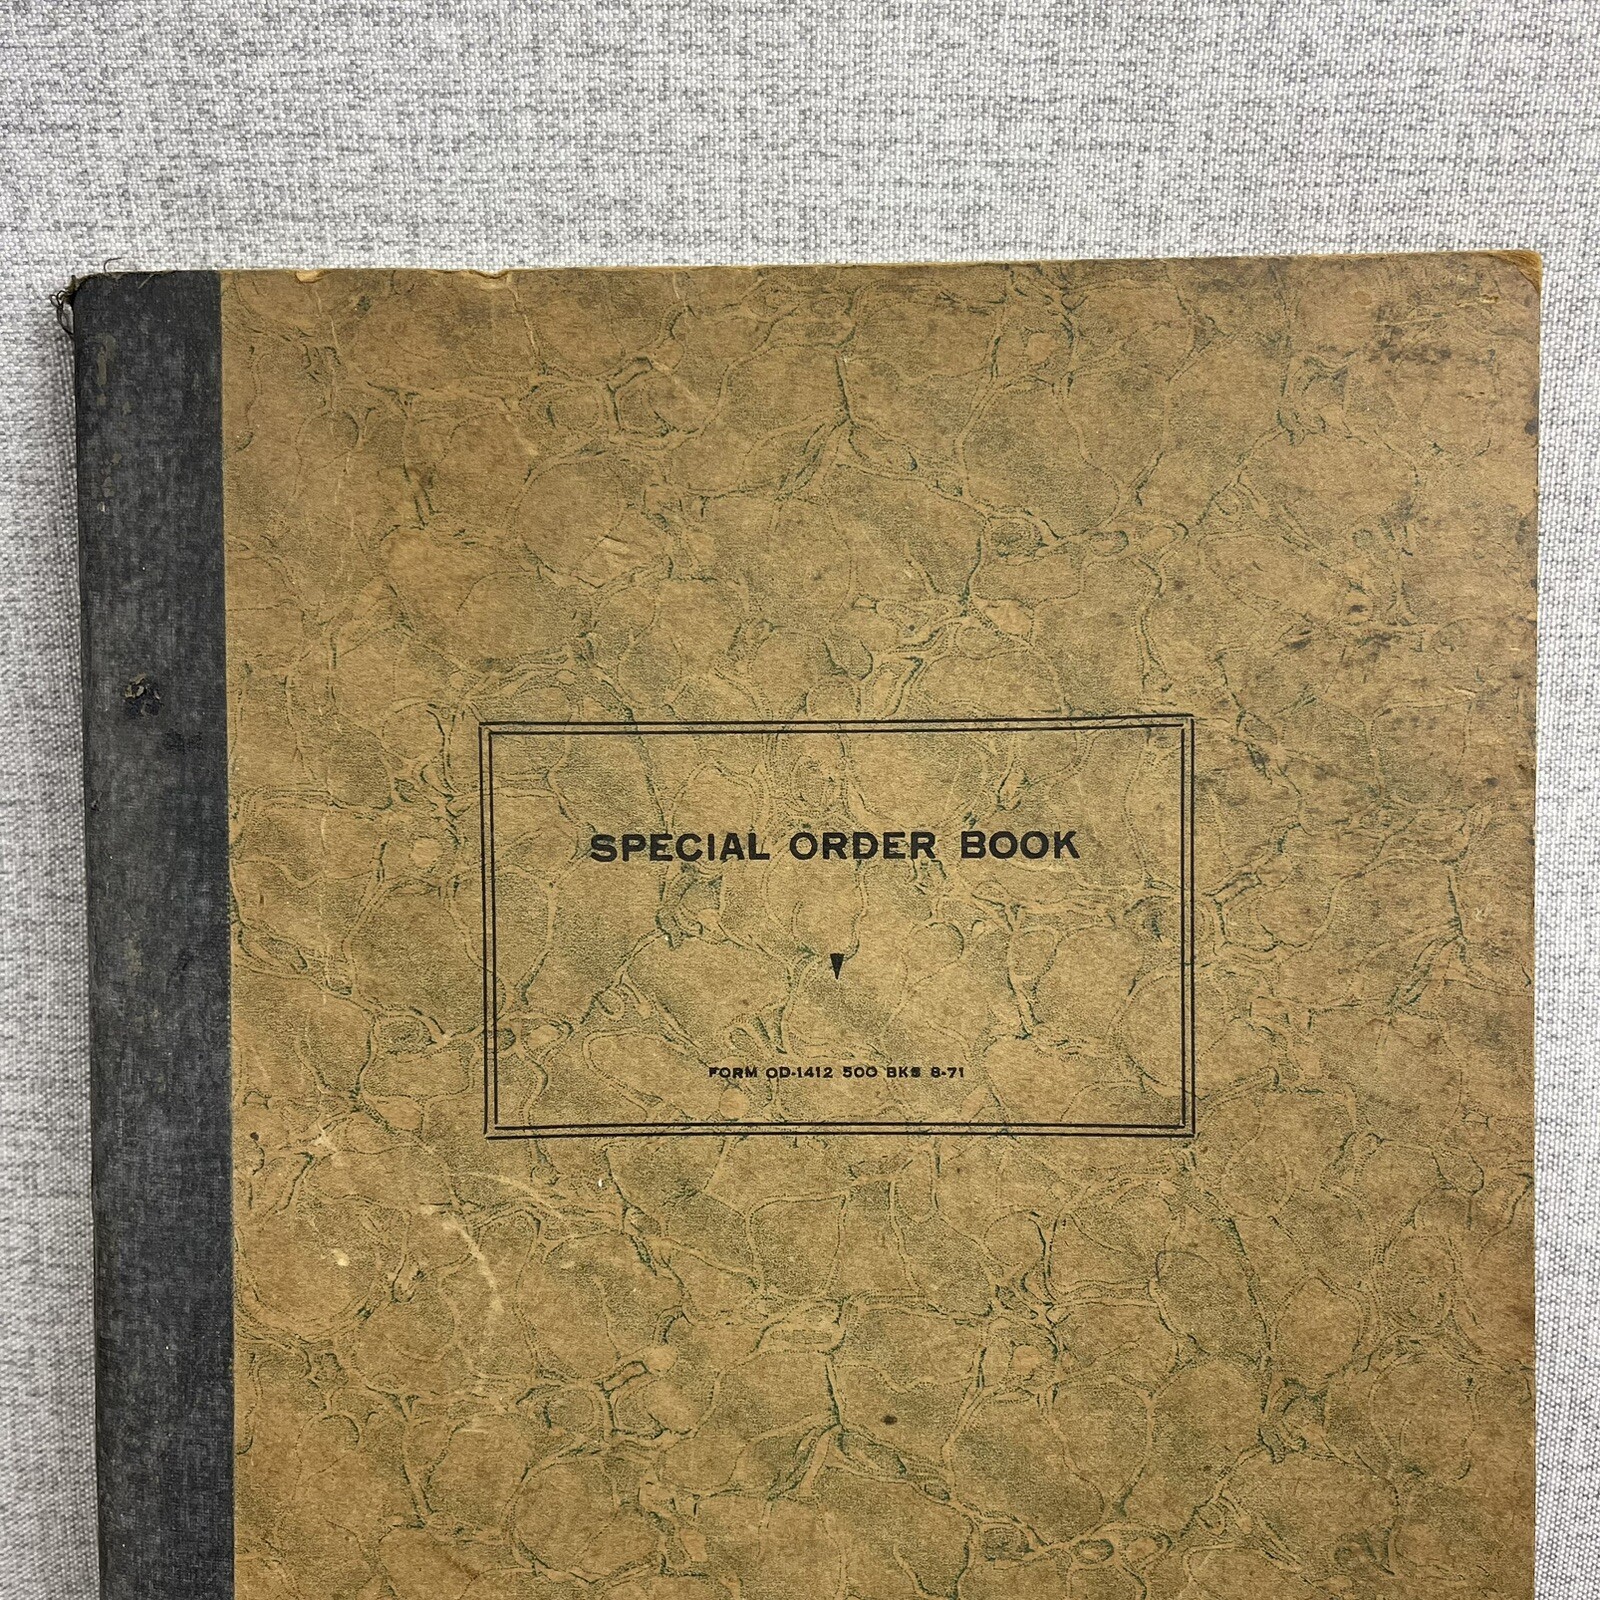 SPECIAL ORDER BOOK
FORM OD-1412 500 BKS 8-71